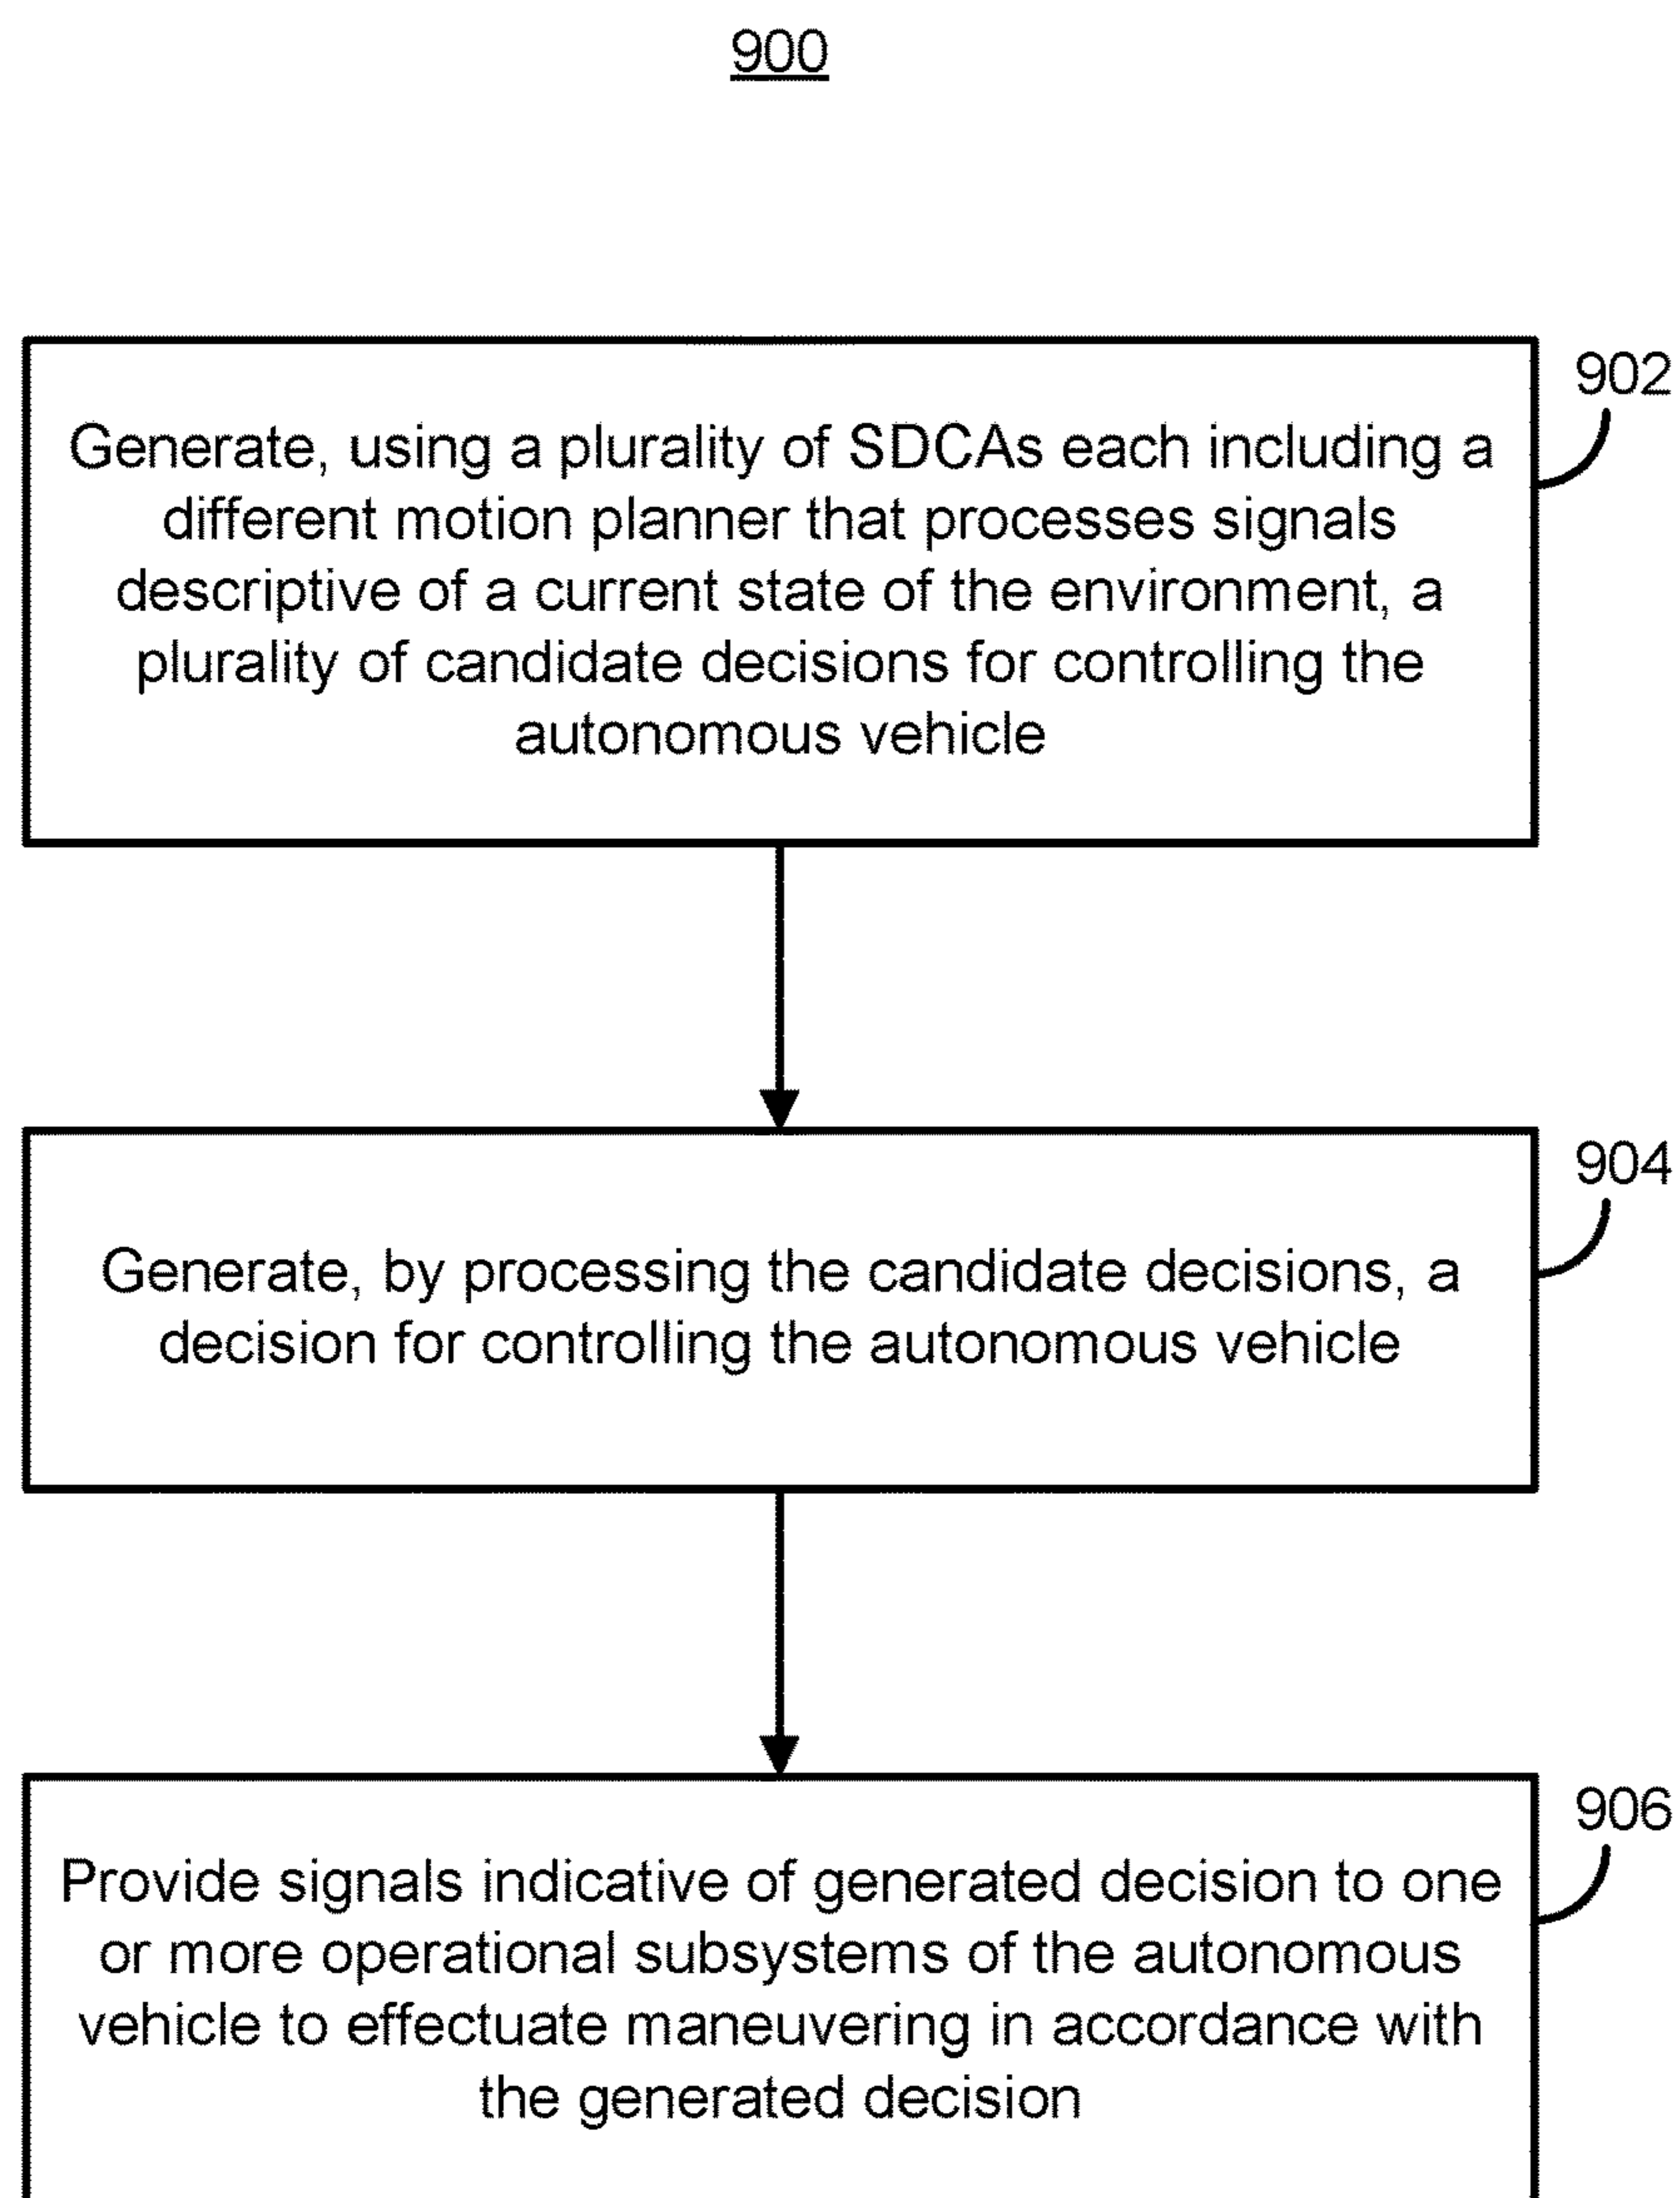 900
902
Generate, using a plurality of SDCAs each including a
different motion planner that processes signals
descriptive of a current state of the environment, a
plurality of candidate decisions for controlling the
autonomous vehicle
904
Generate, by processing the candidate decisions, a
decision for controlling the autonomous vehicle
906
Provide signals indicative of generated decision to one
or more operational subsystems of the autonomous
vehicle to effectuate maneuvering in accordance with
the generated decision